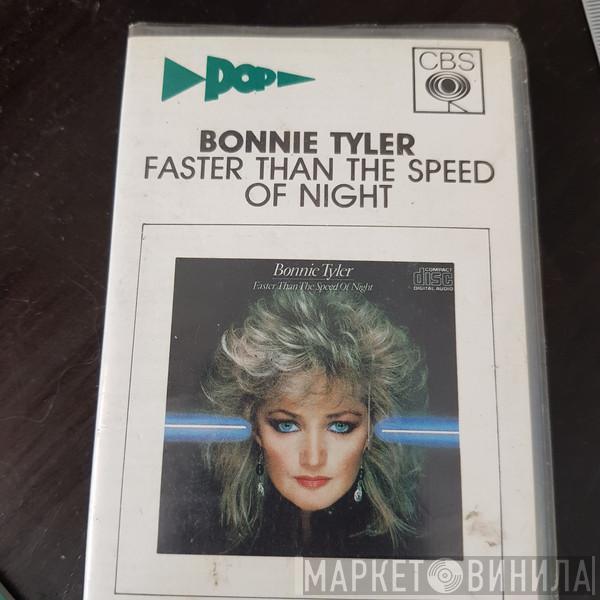 POP
CBS
BONNIE TYLER
FASTER THAN THE SPEED
OF NIGHT
Bonnie Tyler
Faster Than The Speed Of Night
COMPACT
disc
DIGITAL AUDIO
МАРКЕТ ВИНИЛА